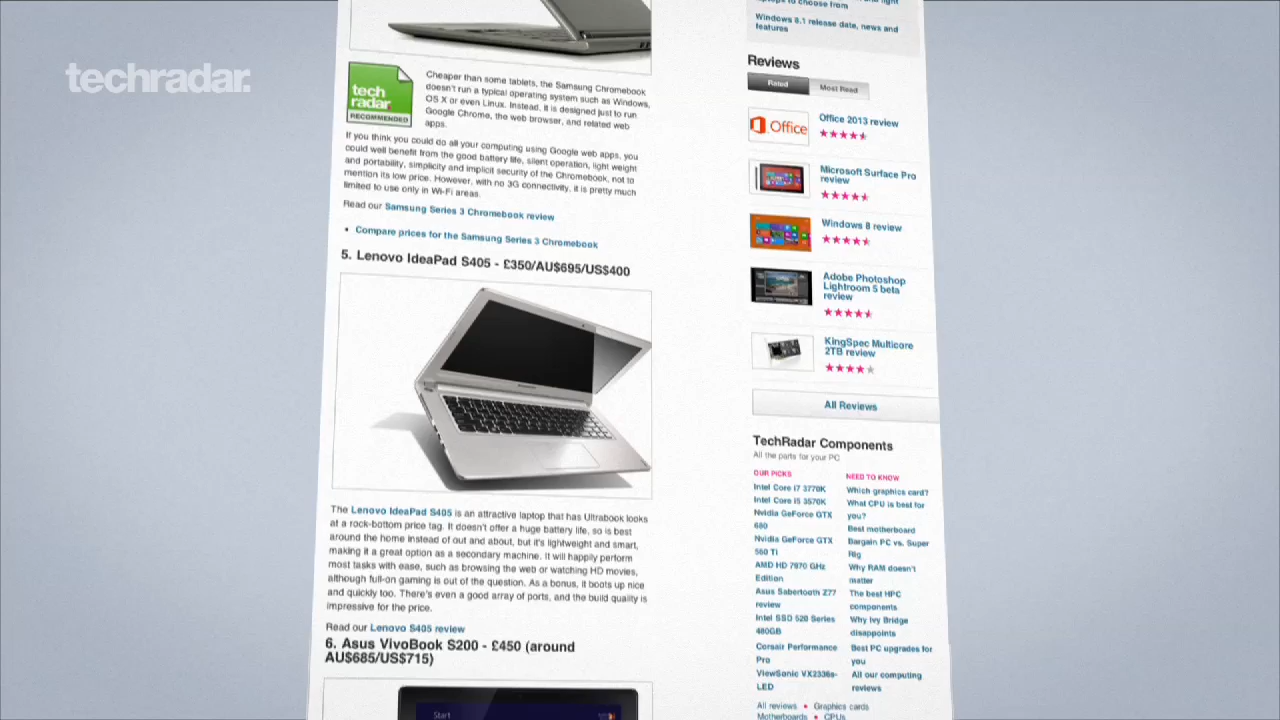 techradar.
tech
radar
RECOMMENDED
Cheaper than some tablets, the Samsung Chromebook
doesn't run a typical operating system such as Windows,
OS X or even Linux. Instead, it is designed just to run
Google Chrome, the web browser, and related web
apps.
If you think you could do all your computing using Google web apps, you
could well benefit from the good battery life, silent operation, light weight
and portability, simplicity and implicit security of the Chromebook, not to
mention its low price. However, with no 3G connectivity, it is pretty much
limited to use only in Wi-Fi areas.
Read our Samsung Series 3 Chromebook review
• Compare prices for the Samsung Series 3 Chromebook
5. Lenovo IdeaPad S405 - £350/AU$695/US$400
The Lenovo IdeaPad S405 is an attractive laptop that has Ultrabook looks
at a rock-bottom price tag. It doesn't offer a huge battery life, so is best
around the home instead of out and about, but it's lightweight and smart,
making it a great option as a secondary machine. It will happily perform
most tasks with ease, such as browsing the web or watching HD movies,
although full-on gaming is out of the question. As a bonus, it boots up nice
and quickly too. There's even a good array of ports, and the build quality is
impressive for the price.
Read our Lenovo S405 review
6. Asus VivoBook S200 - £450 (around
AU$685/US$715)
Start
laptops to choose from
Windows 8.1 release date, news and
features
Reviews
Rated Most Read
Office
Office 2013 review
Microsoft Surface Pro
review
Windows 8 review
Adobe Photoshop
Lightroom 5 beta
review
KingSpec Multicore
2TB review
All Reviews
TechRadar Components
All the parts for your PC
OUR PICKS
Intel Core i7 3770K
Intel Core i5 3570K
Nvidia GeForce GTX
680
Nvidia GeForce GTX
560 Ti
AMD HD 7970 GHz
Edition
Asus Sabertooth Z77
review
Intel SSD 520 Series
480GB
Corsair Performance
Pro
ViewSonic VX2336s-
LED
NEED TO KNOW
Which graphics card?
What CPU is best for
you?
Best motherboard
Bargain PC vs. Super
Rig
Why RAM doesn't
matter
The best HPC
components
Why Ivy Bridge
disappoints
Best PC upgrades for
you
All our computing
reviews
All reviews • Graphics cards
Motherboards • CPUs